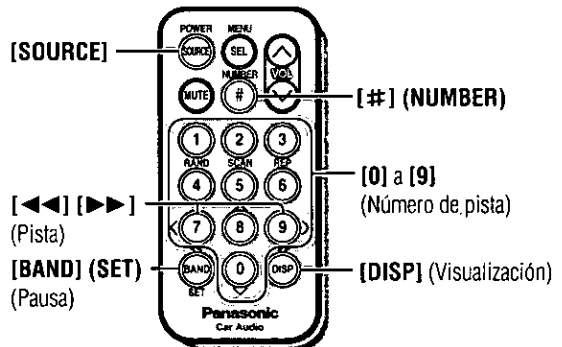 POWER MENU
[SOURCE] SOURCE SEL VOL
NUMBER
MUTE # [#] (NUMBER)
1 2 3
RAND SCAN REP
4 5 6 [0] a [9]
(Número de pista)
[◀◀] [▶▶]
(Pista)
7 8 9
[BAND] (SET)
(Pausa)
BAND 0 DISP [DISP] (Visualización)
SET
Panasonic
Car Audio